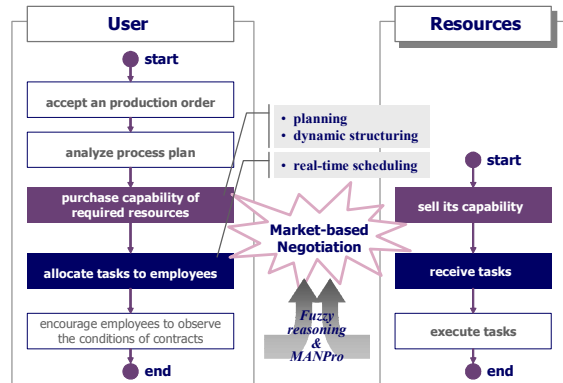 User
start
accept an production order
analyze process plan
purchase capability of
required resources
allocate tasks to employees
encourage employees to observe
the conditions of contracts
end
• planning
• dynamic structuring
• real-time scheduling
Market-based
Negotiation
Fuzzy
reasoning
&
MANPro
Resources
start
sell its capability
receive tasks
execute tasks
end